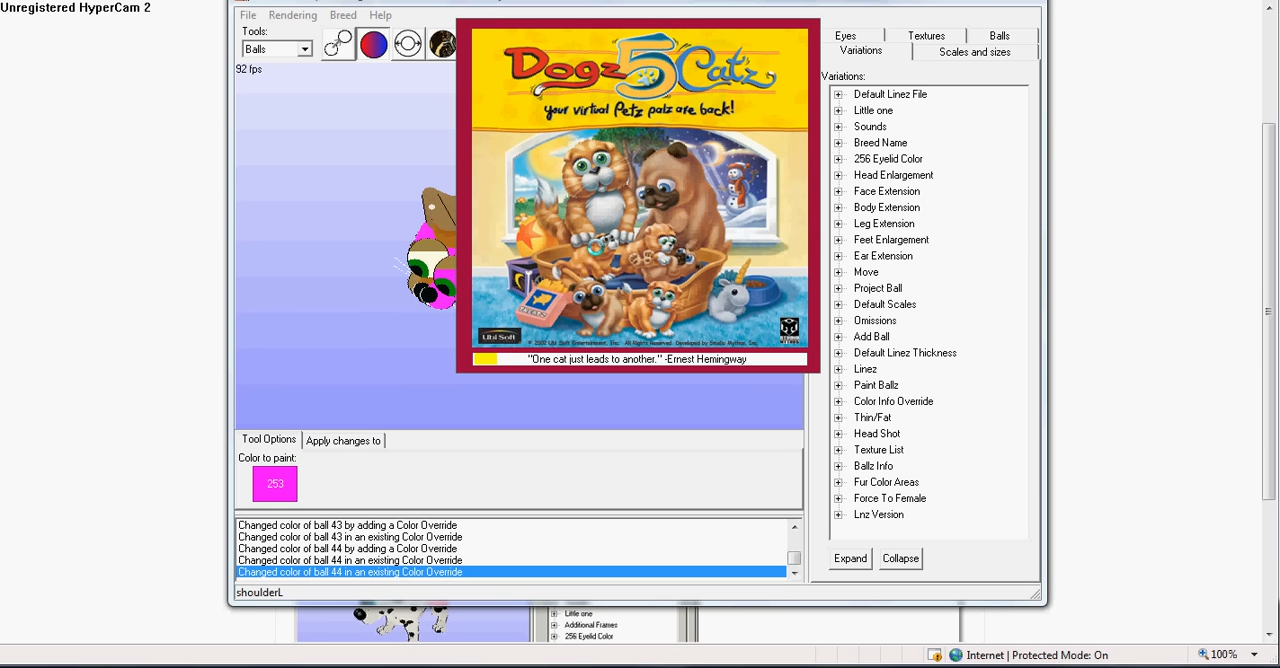 Unregistered HyperCam 2
File Rendering Breed Help
Tools:
Balls
92 fps
Dogz 5 Catz
your virtual Petz palz are back!
Ubi Soft
"One cat just leads to another." -Ernest Hemingway
Eyes Textures Balls
Variations Scales and sizes
Variations:
Default Linez File
Little one
Sounds
Breed Name
256 Eyelid Color
Head Enlargement
Face Extension
Body Extension
Leg Extension
Feet Enlargement
Ear Extension
Move
Project Ball
Default Scales
Omissions
Add Ball
Default Linez Thickness
Linez
Paint Ballz
Color Info Override
Thin/Fat
Head Shot
Texture List
Ballz Info
Fur Color Areas
Force To Female
Lnz Version
Expand Collapse
Tool Options Apply changes to
Color to paint:
253
Changed color of ball 43 by adding a Color Override
Changed color of ball 43 in an existing Color Override
Changed color of ball 44 by adding a Color Override
Changed color of ball 44 in an existing Color Override
Changed color of ball 44 in an existing Color Override
shoulderL
Little one
Additional Frames
256 Eyelid Color
Internet | Protected Mode: On
100%